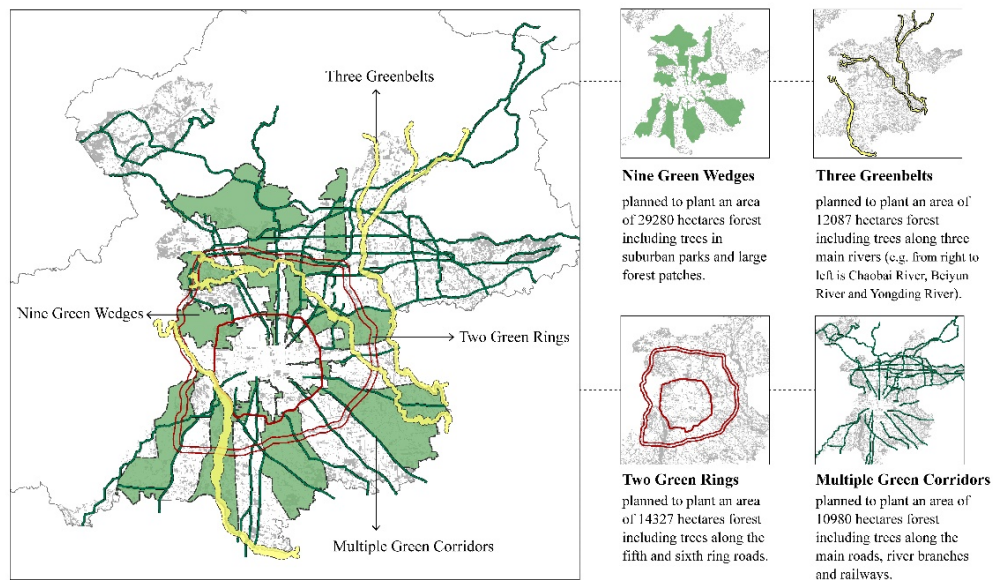 Three Greenbelts
Nine Green Wedges
Two Green Rings
Multiple Green Corridors
Nine Green Wedges
planned to plant an area
of 29280 hectares forest
including trees in
suburban parks and large
forest patches.
Three Greenbelts
planned to plant an area of
12087 hectares forest
including trees along three
main rivers (e.g. from right to
left is Chaobai River, Beiyun
River and Yongding River).
Two Green Rings
planned to plant an area
of 14327 hectares forest
including trees along the
fifth and sixth ring roads.
Multiple Green Corridors
planned to plant an area of
10980 hectares forest
including trees along the
main roads, river branches
and railways.